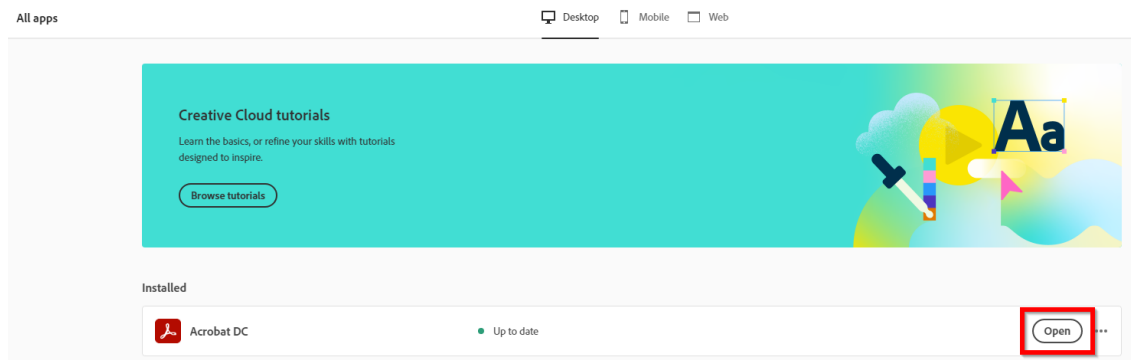 All apps
Desktop Mobile Web
Creative Cloud tutorials
Learn the basics, or refine your skills with tutorials
designed to inspire.
Browse tutorials
Aa
Installed
Acrobat DC Up to date Open